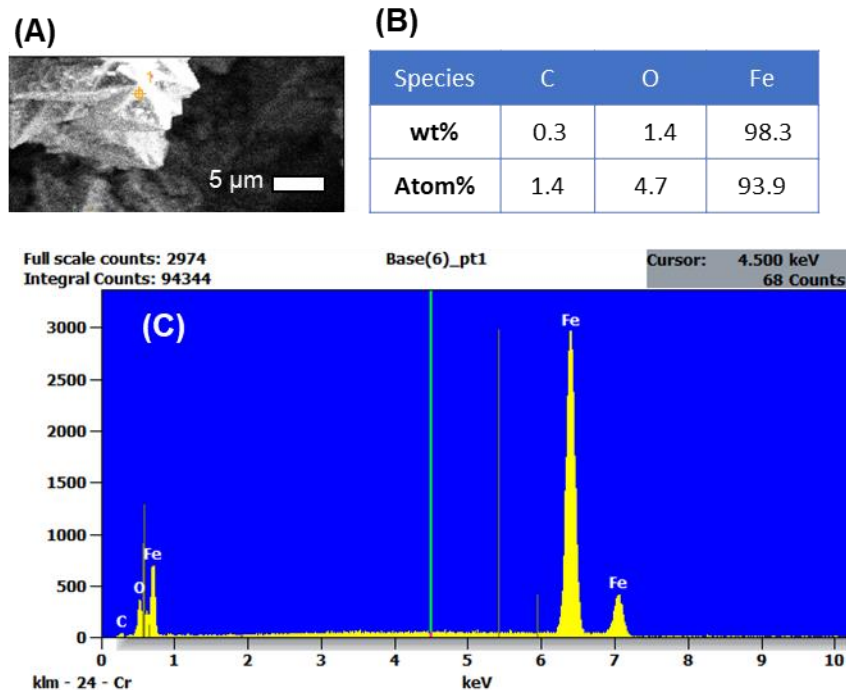 (A)
1
5 μm
(B)
Species C O Fe
wt% 0.3 1.4 98.3
Atom% 1.4 4.7 93.9
Full scale counts: 2974 Base(6)_pt1 Cursor: 4.500 keV
Integral Counts: 94344 68 Counts
(C)
3000
2500
2000
1500
1000
500
0
C
O
Fe
Fe
Fe
0 1 2 3 4 5 6 7 8 9 10
klm - 24 - Cr keV